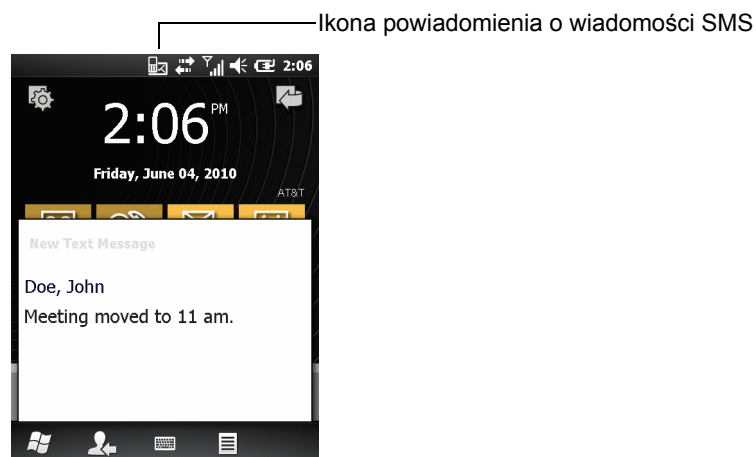 Ikona powiadomienia o wiadomości SMS
2:06
2:06 PM
Friday, June 04, 2010
AT&T
New Text Message
Doe, John
Meeting moved to 11 am.